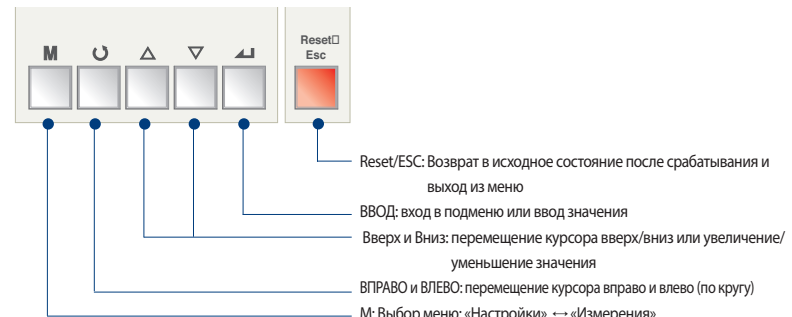 Reset□
Esc
M
Reset/ESC: Возврат в исходное состояние после срабатывания и
выход из меню
ВВОД: вход в подменю или ввод значения
Вверх и Вниз: перемещение курсора вверх/вниз или увеличение/
уменьшение значения
ВПРАВО и ВЛЕВО: перемещение курсора вправо и влево (по кругу)
М: Выбор меню: «Настройки» ↔ «Измерения»